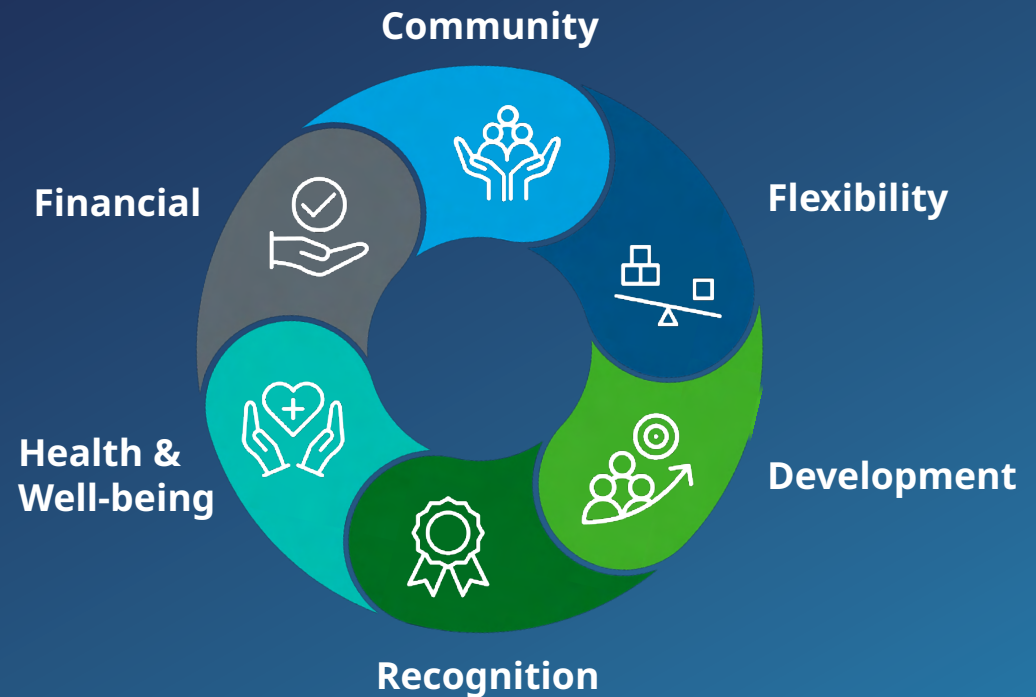 Community
Flexibility
Financial
Health &
Well-being
Development
Recognition